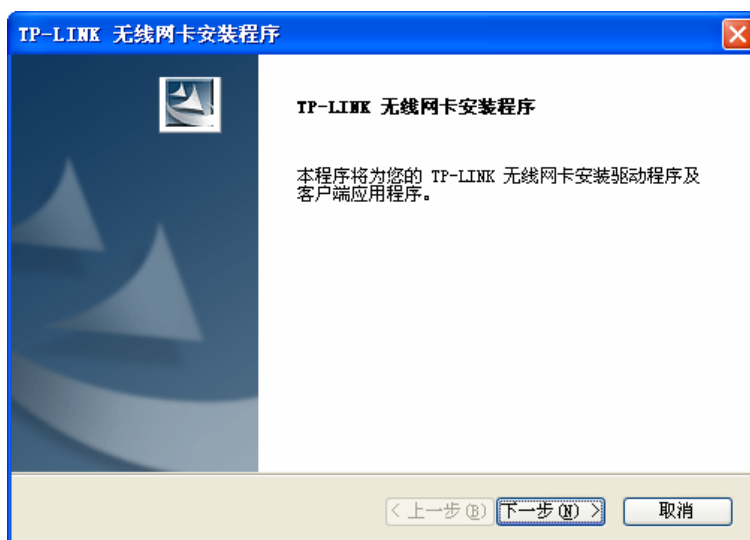 TP-LINK 无线网卡安装程序
TP-LINK 无线网卡安装程序
本程序将为您的 TP-LINK 无线网卡安装驱动程序及
客户端应用程序。
< 上一步(B) 下一步(N) > 取消